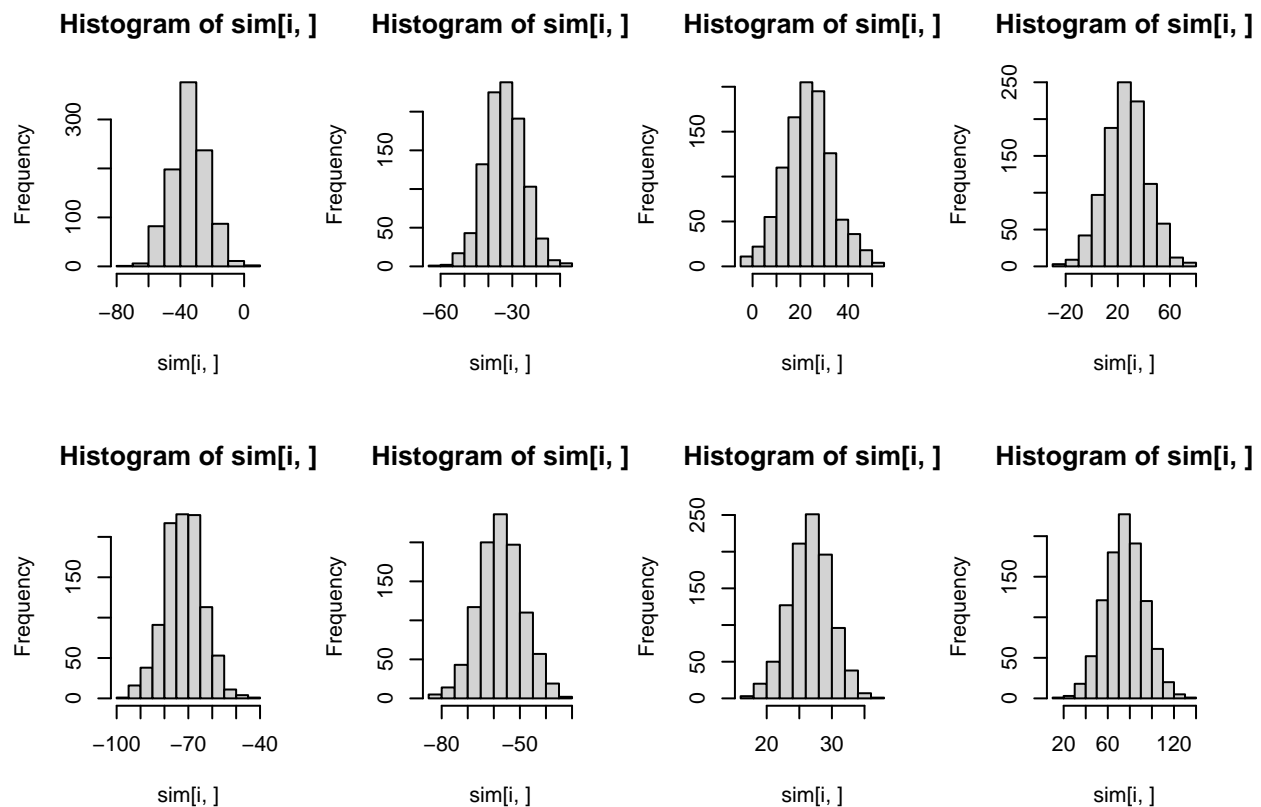 Histogram of sim[i, ] Histogram of sim[i, ] Histogram of sim[i, ] Histogram of sim[i, ]
Frequency
0 100 300
−80 −40 0
sim[i, ]
Frequency
0 50 150
−60 −30
sim[i, ]
Frequency
0 50 150
0 20 40
sim[i, ]
Frequency
0 50 150 250
−20 20 60
sim[i, ]
Histogram of sim[i, ] Histogram of sim[i, ] Histogram of sim[i, ] Histogram of sim[i, ]
Frequency
0 50 150
−100 −70 −40
sim[i, ]
Frequency
0 50 150
−80 −50
sim[i, ]
Frequency
0 50 150 250
20 30
sim[i, ]
Frequency
0 50 150
20 60 120
sim[i, ]